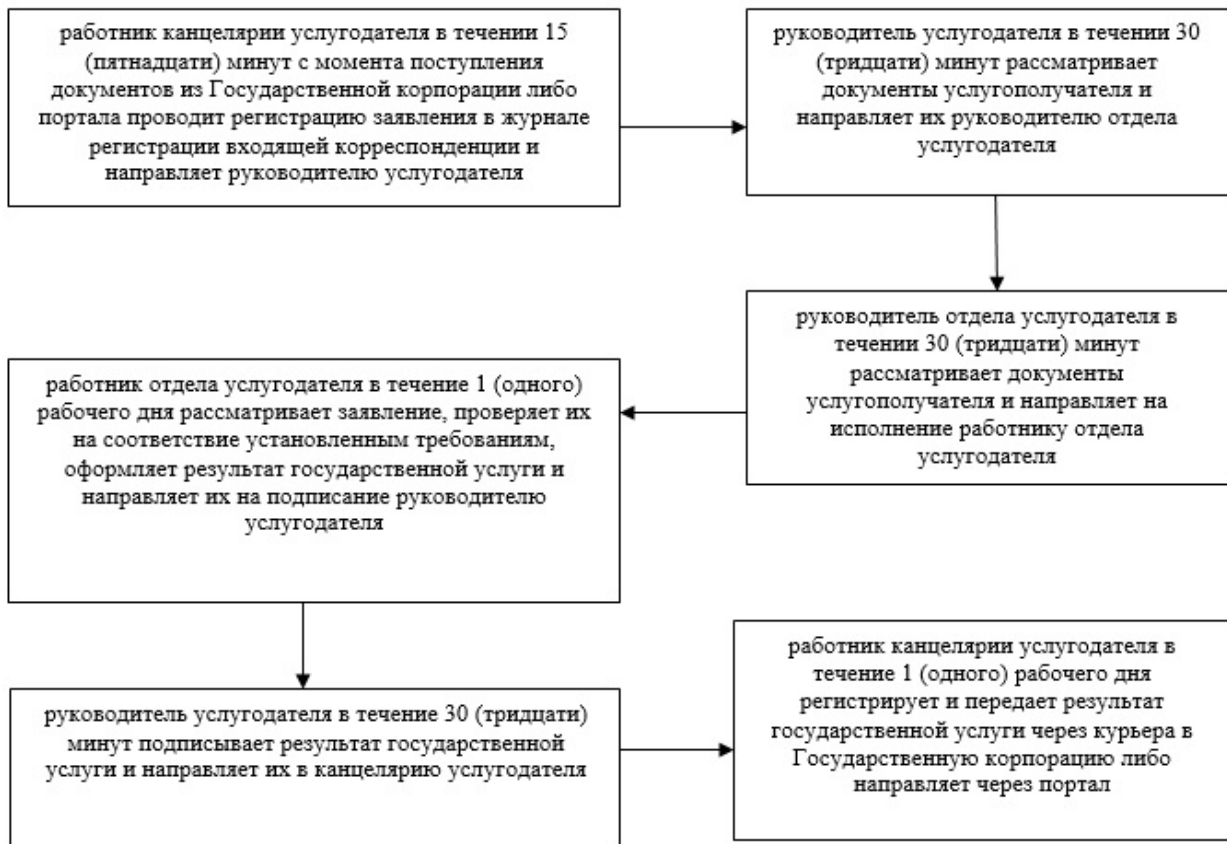 работник канцелярии услугодателя в течении 15
(пятнадцати) минут с момента поступления
документов из Государственной корпорации либо
портала проводит регистрацию заявления в журнале
регистрации входящей корреспонденции и
направляет руководителю услугодателя
руководитель услугодателя в течении 30
(тридцати) минут рассматривает
документы услугополучателя и
направляет их руководителю отдела
услугодателя
руководитель отдела услугодателя в
течении 30 (тридцати) минут
рассматривает документы
услугополучателя и направляет на
исполнение работнику отдела
услугодателя
работник отдела услугодателя в течение 1 (одного)
рабочего дня рассматривает заявление, проверяет их
на соответствие установленным требованиям,
оформляет результат государственной услуги и
направляет их на подписание руководителю
услугодателя
руководитель услугодателя в течение 30 (тридцати)
минут подписывает результат государственной
услуги и направляет их в канцелярию услугодателя
работник канцелярии услугодателя в
течение 1 (одного) рабочего дня
регистрирует и передает результат
государственной услуги через курьера в
Государственную корпорацию либо
направляет через портал